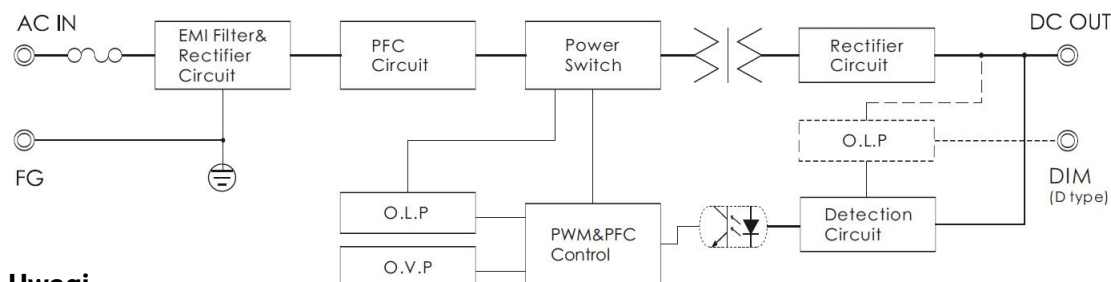 AC IN
EMI Filter&
Rectifier
Circuit
PFC
Circuit
Power
Switch
Rectifier
Circuit
DC OUT
FG
O.L.P
DIM
(D type)
O.L.P
PWM&PFC
Control
Detection
Circuit
O.V.P
Uwagi